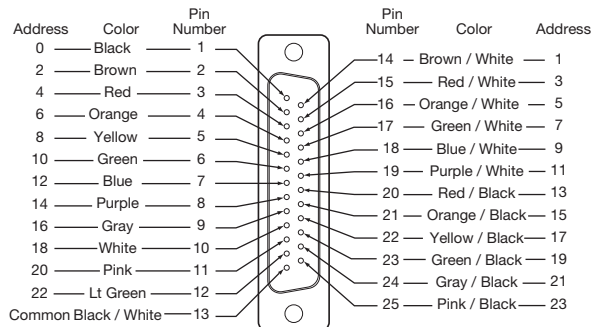 Address Color Pin Number
0 Black 1
2 Brown 2
4 Red 3
6 Orange 4
8 Yellow 5
10 Green 6
12 Blue 7
14 Purple 8
16 Gray 9
18 White 10
20 Pink 11
22 Lt Green 12
Common Black / White 13
Pin Number Color Address
14 Brown / White 1
15 Red / White 3
16 Orange / White 5
17 Green / White 7
18 Blue / White 9
19 Purple / White 11
20 Red / Black 13
21 Orange / Black 15
22 Yellow / Black 17
23 Green / Black 19
24 Gray / Black 21
25 Pink / Black 23